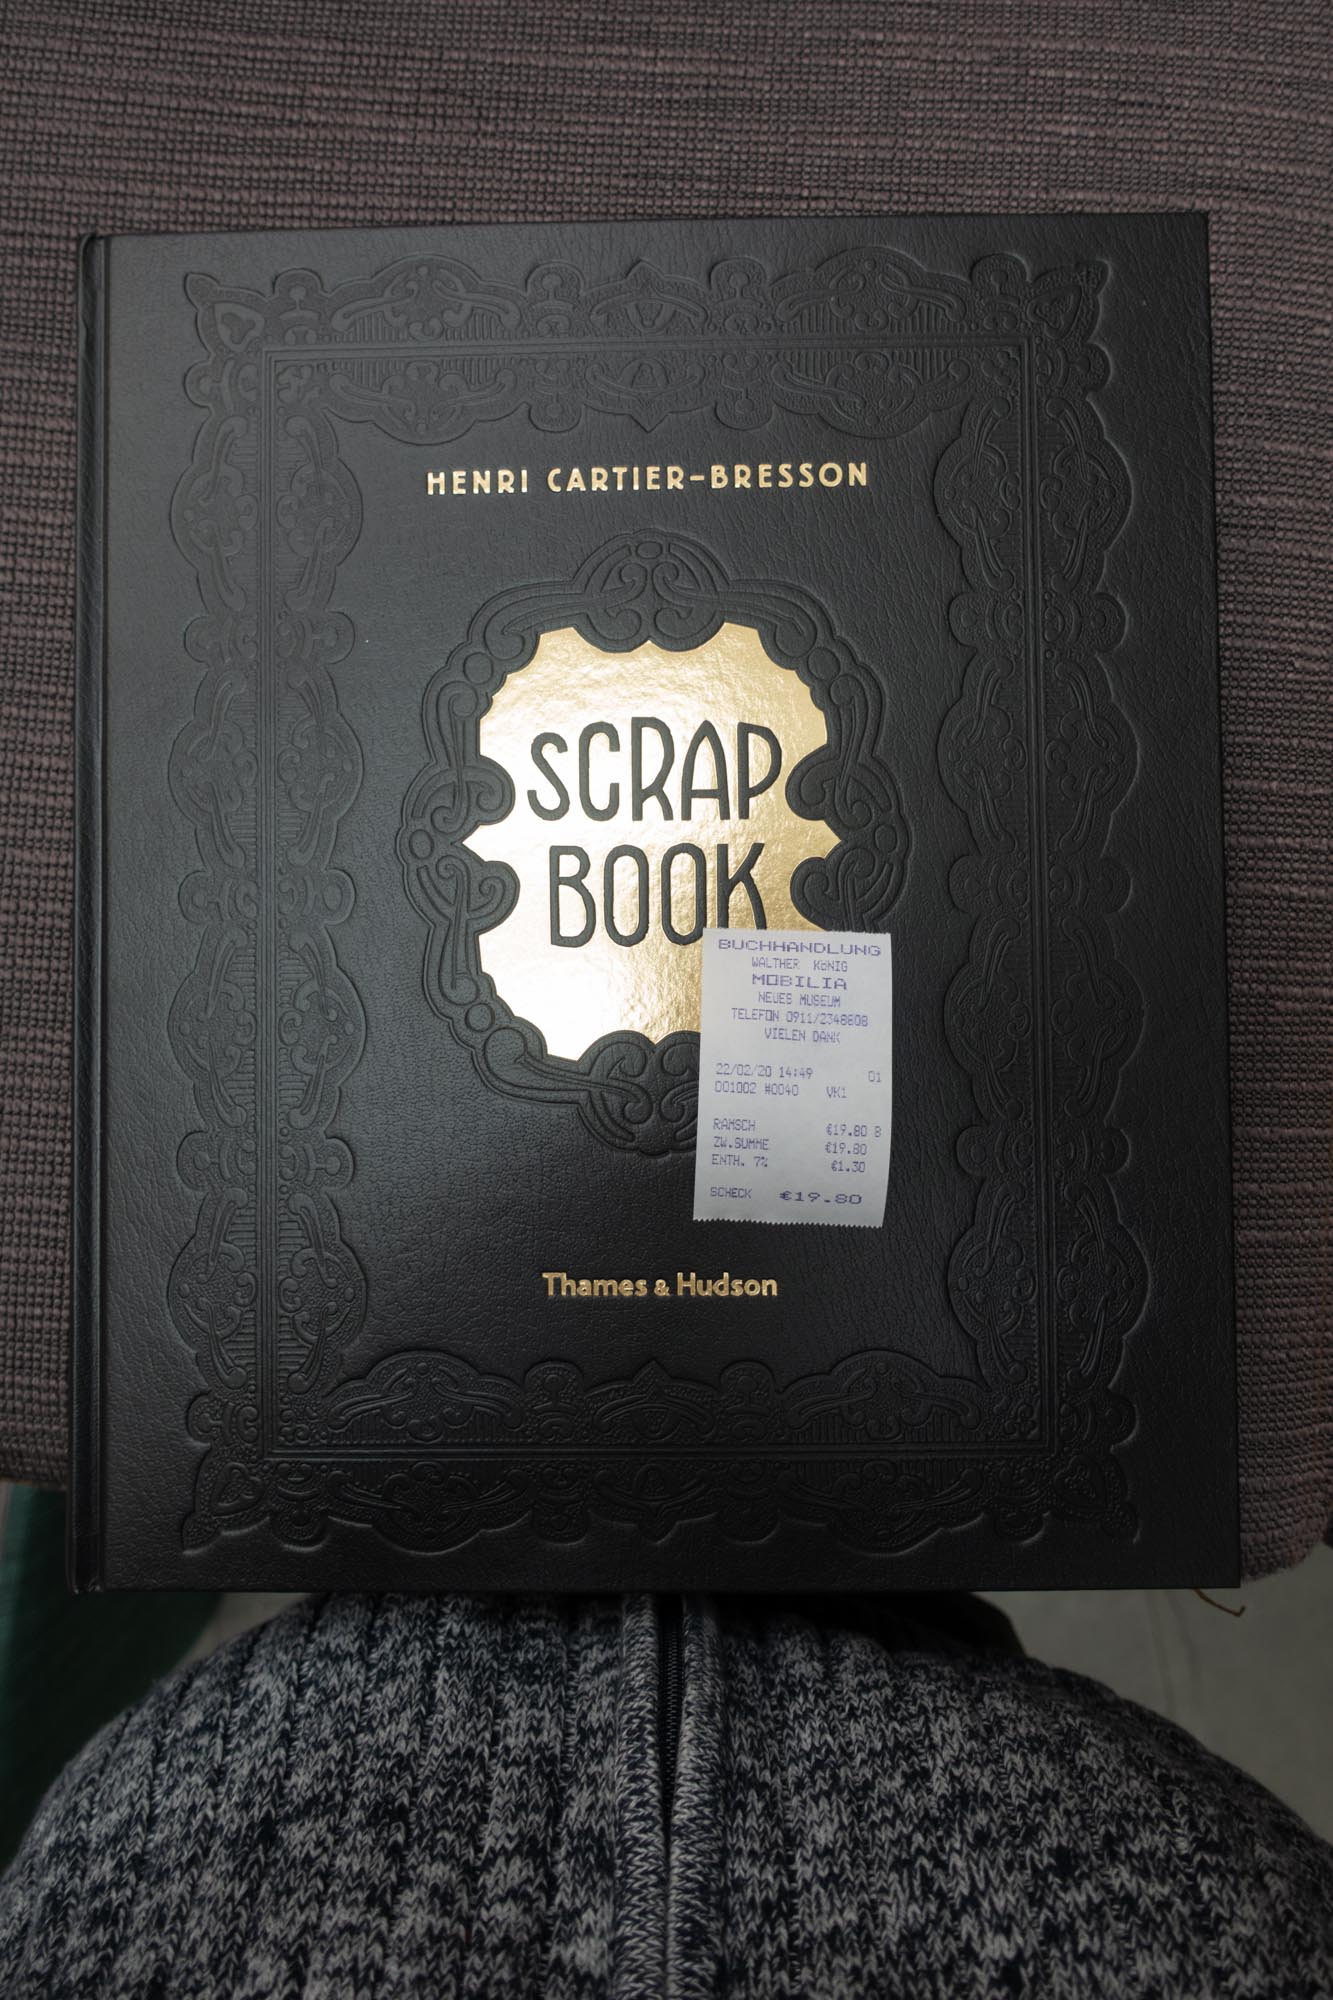 HENRI CARTIER-BRESSON
SCRAP
BOOK
BUCHHANDLUNG
WALTHER KöNIG
MOBILIA
NEUES MUSEUM
TELEFON 0911/2348608
VIELEN DANK
22/02/20 14:49 01
D01002 #0040 VK1
RAMSCH €19.80 B
ZW.SUMME €19.80
ENTH. 7% €1.30
SCHECK €19.80
Thames & Hudson